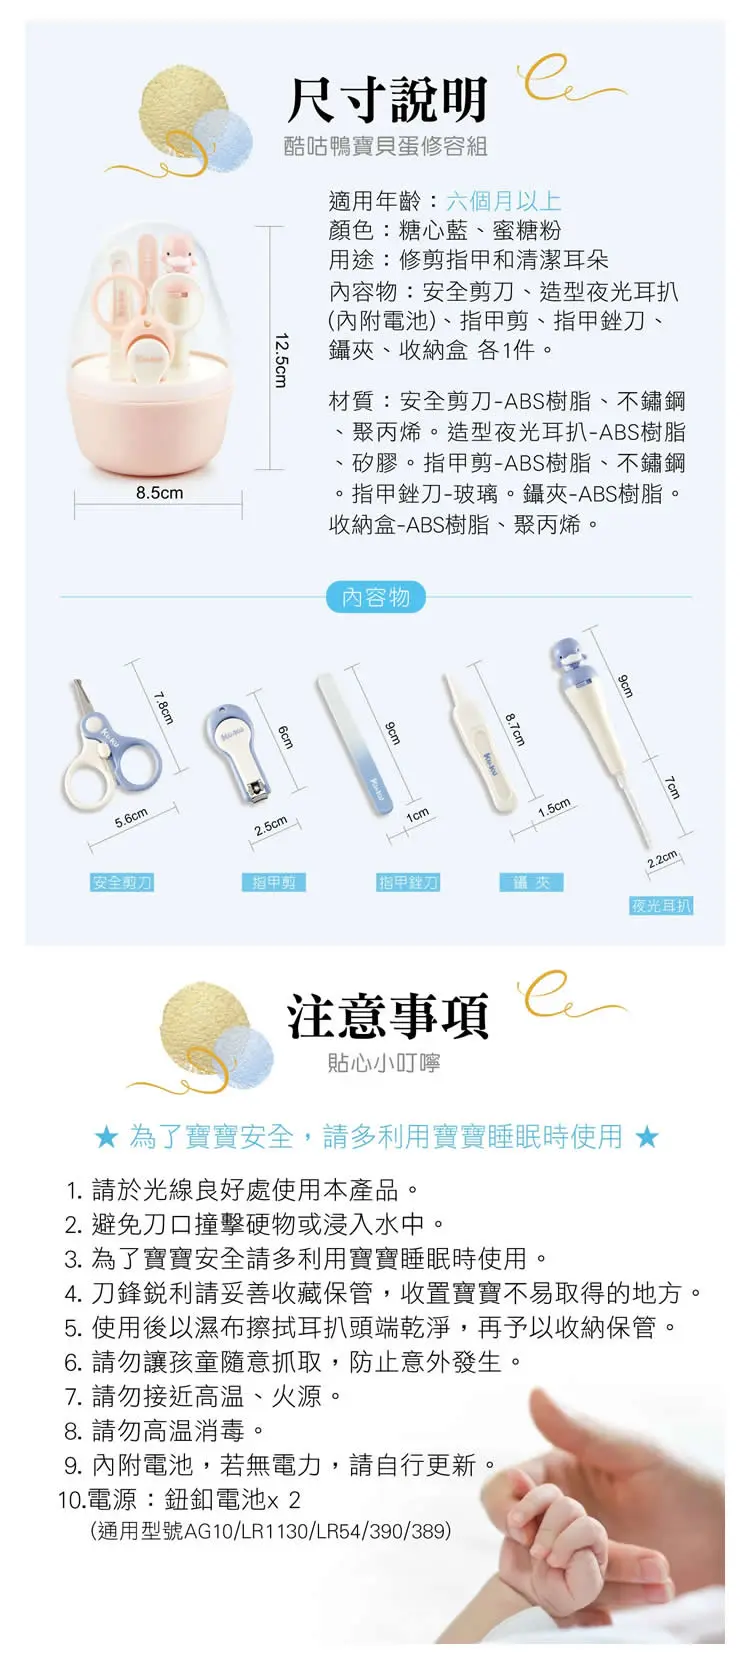 尺寸說明
酷咕鴨寶貝蛋修容組
適用年齡：六個月以上
顏色：糖心藍、蜜糖粉
用途：修剪指甲和清潔耳朵
內容物：安全剪刀、造型夜光耳扒
(內附電池)、指甲剪、指甲銼刀、
鑷夾、收納盒 各1件。
材質：安全剪刀-ABS樹脂、不鏽鋼
、聚丙烯。造型夜光耳扒-ABS樹脂
、矽膠。指甲剪-ABS樹脂、不鏽鋼
。指甲銼刀-玻璃。鑷夾-ABS樹脂。
收納盒-ABS樹脂、聚丙烯。
12.5cm
8.5cm
內容物
7.8cm
KU.KU
5.6cm
安全剪刀
6cm
KU.KU
2.5cm
指甲剪
9cm
KU.KU
1cm
指甲銼刀
8.7cm
KU.KU
1.5cm
鑷 夾
9cm
7cm
2.2cm
夜光耳扒
注意事項
貼心小叮嚀
★ 為了寶寶安全，請多利用寶寶睡眠時使用 ★
1. 請於光線良好處使用本產品。
2. 避免刀口撞擊硬物或浸入水中。
3. 為了寶寶安全請多利用寶寶睡眠時使用。
4. 刀鋒銳利請妥善收藏保管，收置寶寶不易取得的地方。
5. 使用後以濕布擦拭耳扒頭端乾淨，再予以收納保管。
6. 請勿讓孩童隨意抓取，防止意外發生。
7. 請勿接近高温、火源。
8. 請勿高温消毒。
9. 內附電池，若無電力，請自行更新。
10.電源：鈕釦電池x 2
(通用型號AG10/LR1130/LR54/390/389)